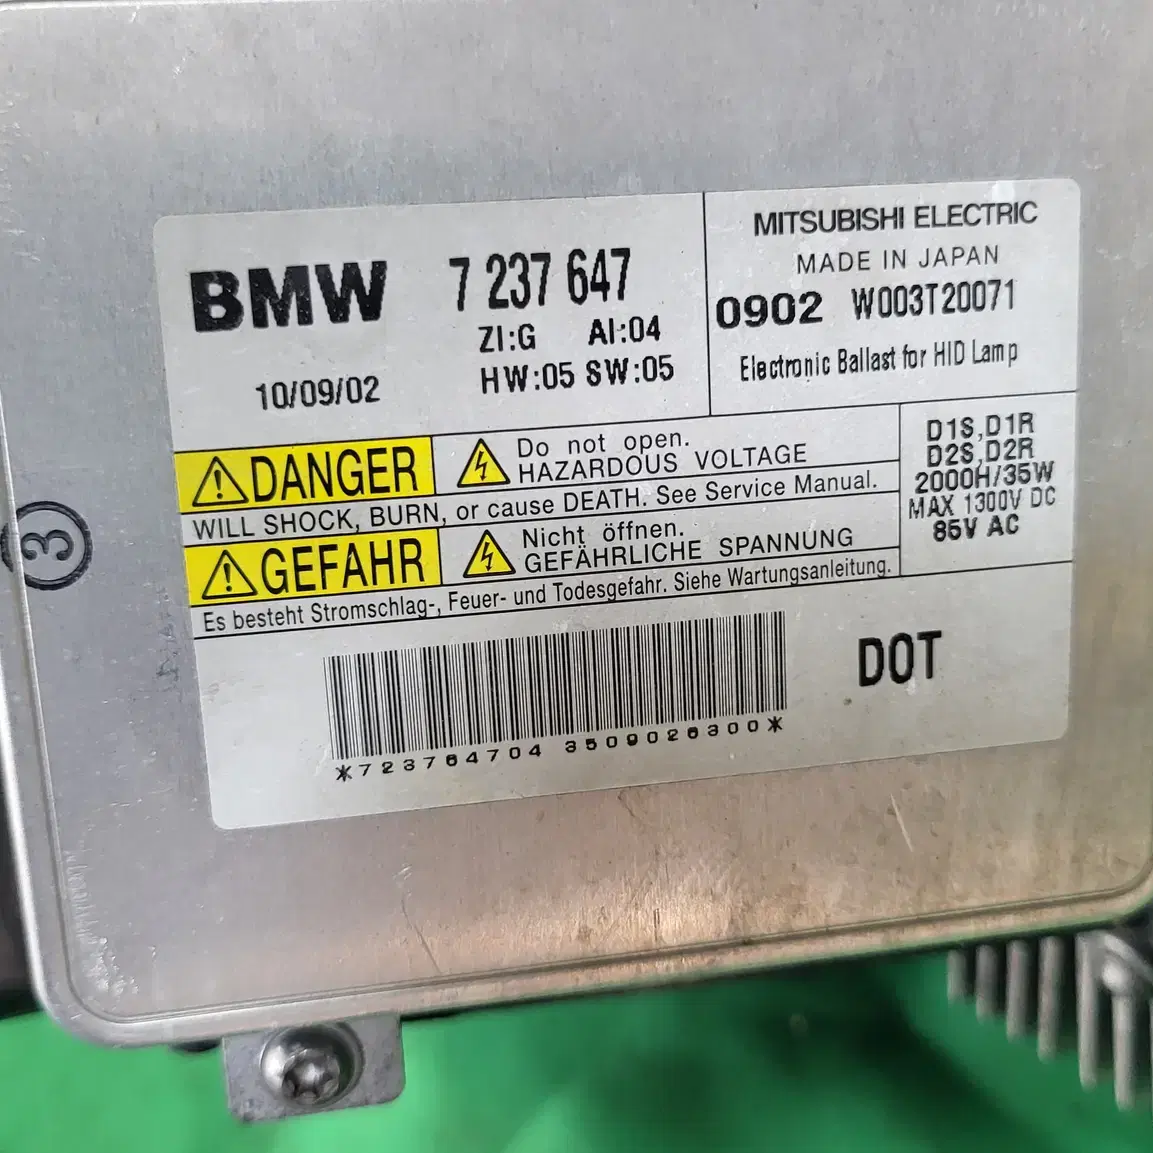 BMW 7 237 647
ZI:G AI:04
HW:05 SW:05
10/09/02
MITSUBISHI ELECTRIC
MADE IN JAPAN
0902 W003T20071
Electronic Ballast for HID Lamp
DANGER
Do not open.
HAZARDOUS VOLTAGE
WILL SHOCK, BURN, or cause DEATH. See Service Manual.
GEFAHR
Nicht öffnen.
GEFÄHRLICHE SPANNUNG
Es besteht Stromschlag-, Feuer- und Todesgefahr. Siehe Wartungsanleitung.
D1S,D1R
D2S,D2R
2000H/35W
MAX 1300V DC
85V AC
DOT
*723764704 3509026300*
3